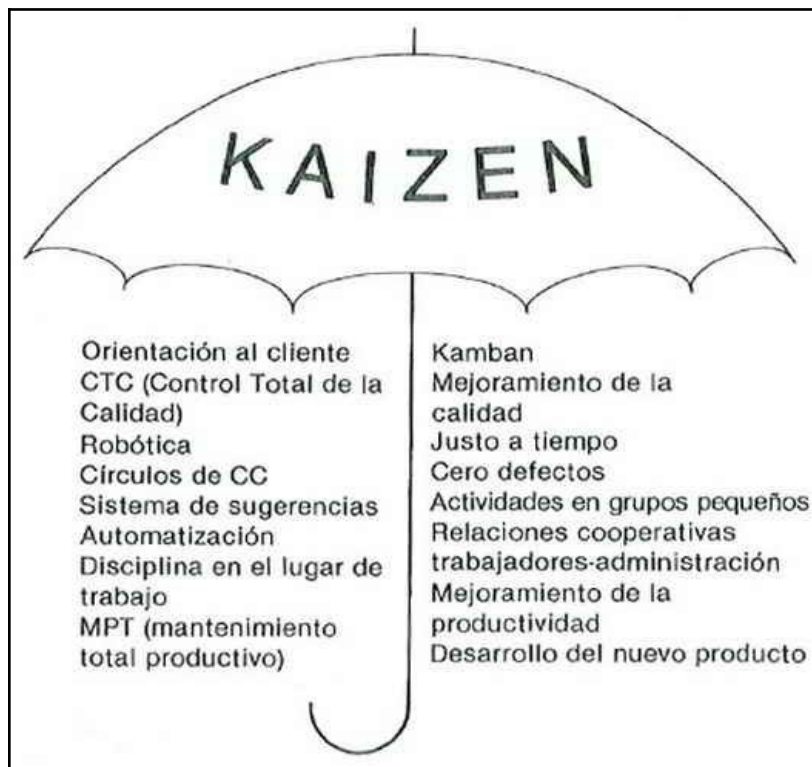 KAIZEN
Orientación al cliente
CTC (Control Total de la
Calidad)
Robótica
Círculos de CC
Sistema de sugerencias
Automatización
Disciplina en el lugar de
trabajo
MPT (mantenimiento
total productivo)
Kamban
Mejoramiento de la
calidad
Justo a tiempo
Cero defectos
Actividades en grupos pequeños
Relaciones cooperativas
trabajadores-administración
Mejoramiento de la
productividad
Desarrollo del nuevo producto